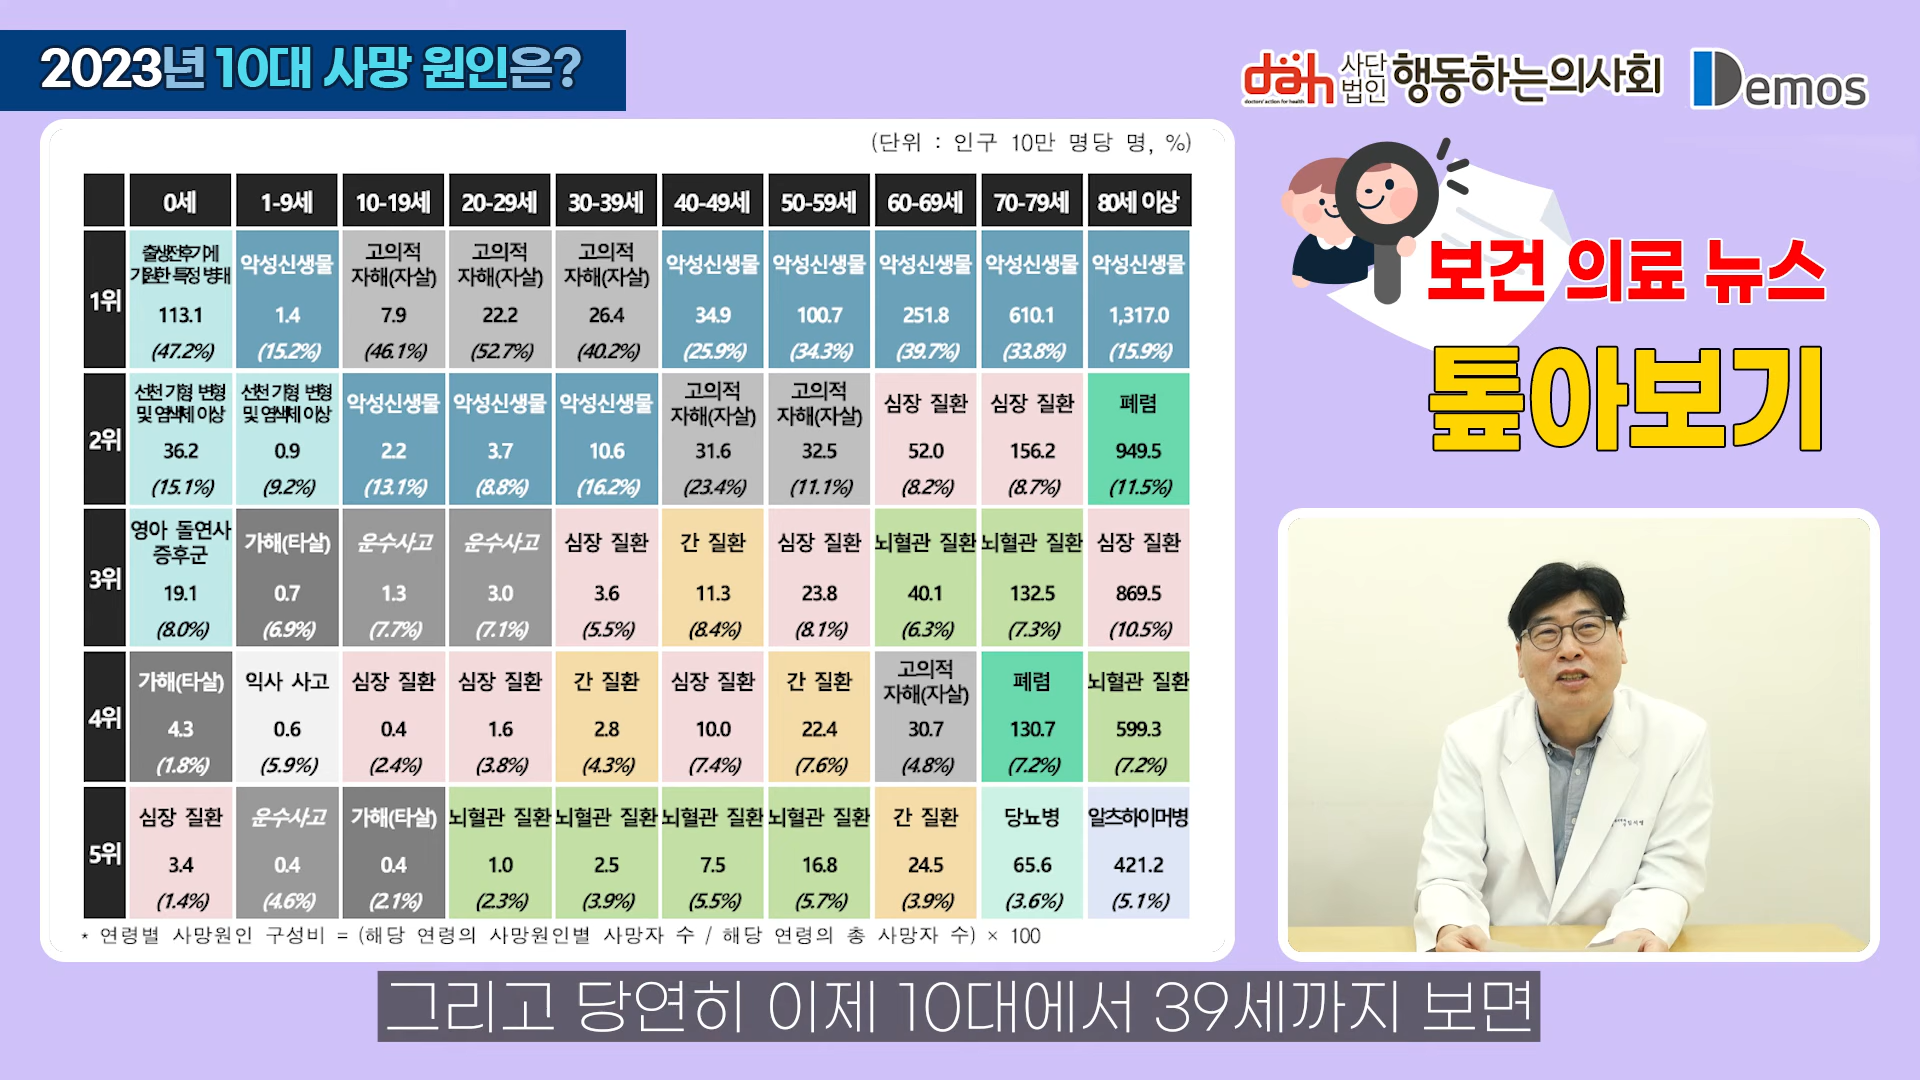 2023년 10대 사망 원인은?
däh 사단법인 행동하는의사회
doctors' action for health
Demos
(단위 : 인구 10만 명당 명, %)
0세 1-9세 10-19세 20-29세 30-39세 40-49세 50-59세 60-69세 70-79세 80세 이상
1위
출생전후기에 기원한 특정 병태 악성신생물 고의적 자해(자살) 고의적 자해(자살) 고의적 자해(자살) 악성신생물 악성신생물 악성신생물 악성신생물 악성신생물
113.1 1.4 7.9 22.2 26.4 34.9 100.7 251.8 610.1 1,317.0
(47.2%) (15.2%) (46.1%) (52.7%) (40.2%) (25.9%) (34.3%) (39.7%) (33.8%) (15.9%)
2위
선천 기형 변형 및 염색체 이상 선천 기형 변형 및 염색체 이상 악성신생물 악성신생물 악성신생물 고의적 자해(자살) 고의적 자해(자살) 심장 질환 심장 질환 폐렴
36.2 0.9 2.2 3.7 10.6 31.6 32.5 52.0 156.2 949.5
(15.1%) (9.2%) (13.1%) (8.8%) (16.2%) (23.4%) (11.1%) (8.2%) (8.7%) (11.5%)
3위
영아 돌연사 증후군 가해(타살) 운수사고 운수사고 심장 질환 간 질환 심장 질환 뇌혈관 질환 뇌혈관 질환 심장 질환
19.1 0.7 1.3 3.0 3.6 11.3 23.8 40.1 132.5 869.5
(8.0%) (6.9%) (7.7%) (7.1%) (5.5%) (8.4%) (8.1%) (6.3%) (7.3%) (10.5%)
4위
가해(타살) 익사 사고 심장 질환 심장 질환 간 질환 심장 질환 간 질환 고의적 자해(자살) 폐렴 뇌혈관 질환
4.3 0.6 0.4 1.6 2.8 10.0 22.4 30.7 130.7 599.3
(1.8%) (5.9%) (2.4%) (3.8%) (4.3%) (7.4%) (7.6%) (4.8%) (7.2%) (7.2%)
5위
심장 질환 운수사고 가해(타살) 뇌혈관 질환 뇌혈관 질환 뇌혈관 질환 뇌혈관 질환 간 질환 당뇨병 알츠하이머병
3.4 0.4 0.4 1.0 2.5 7.5 16.8 24.5 65.6 421.2
(1.4%) (4.6%) (2.1%) (2.3%) (3.9%) (5.5%) (5.7%) (3.9%) (3.6%) (5.1%)
* 연령별 사망원인 구성비 = (해당 연령의 사망원인별 사망자 수 / 해당 연령의 총 사망자 수) × 100
보건 의료 뉴스
톺아보기
그리고 당연히 이제 10대에서 39세까지 보면